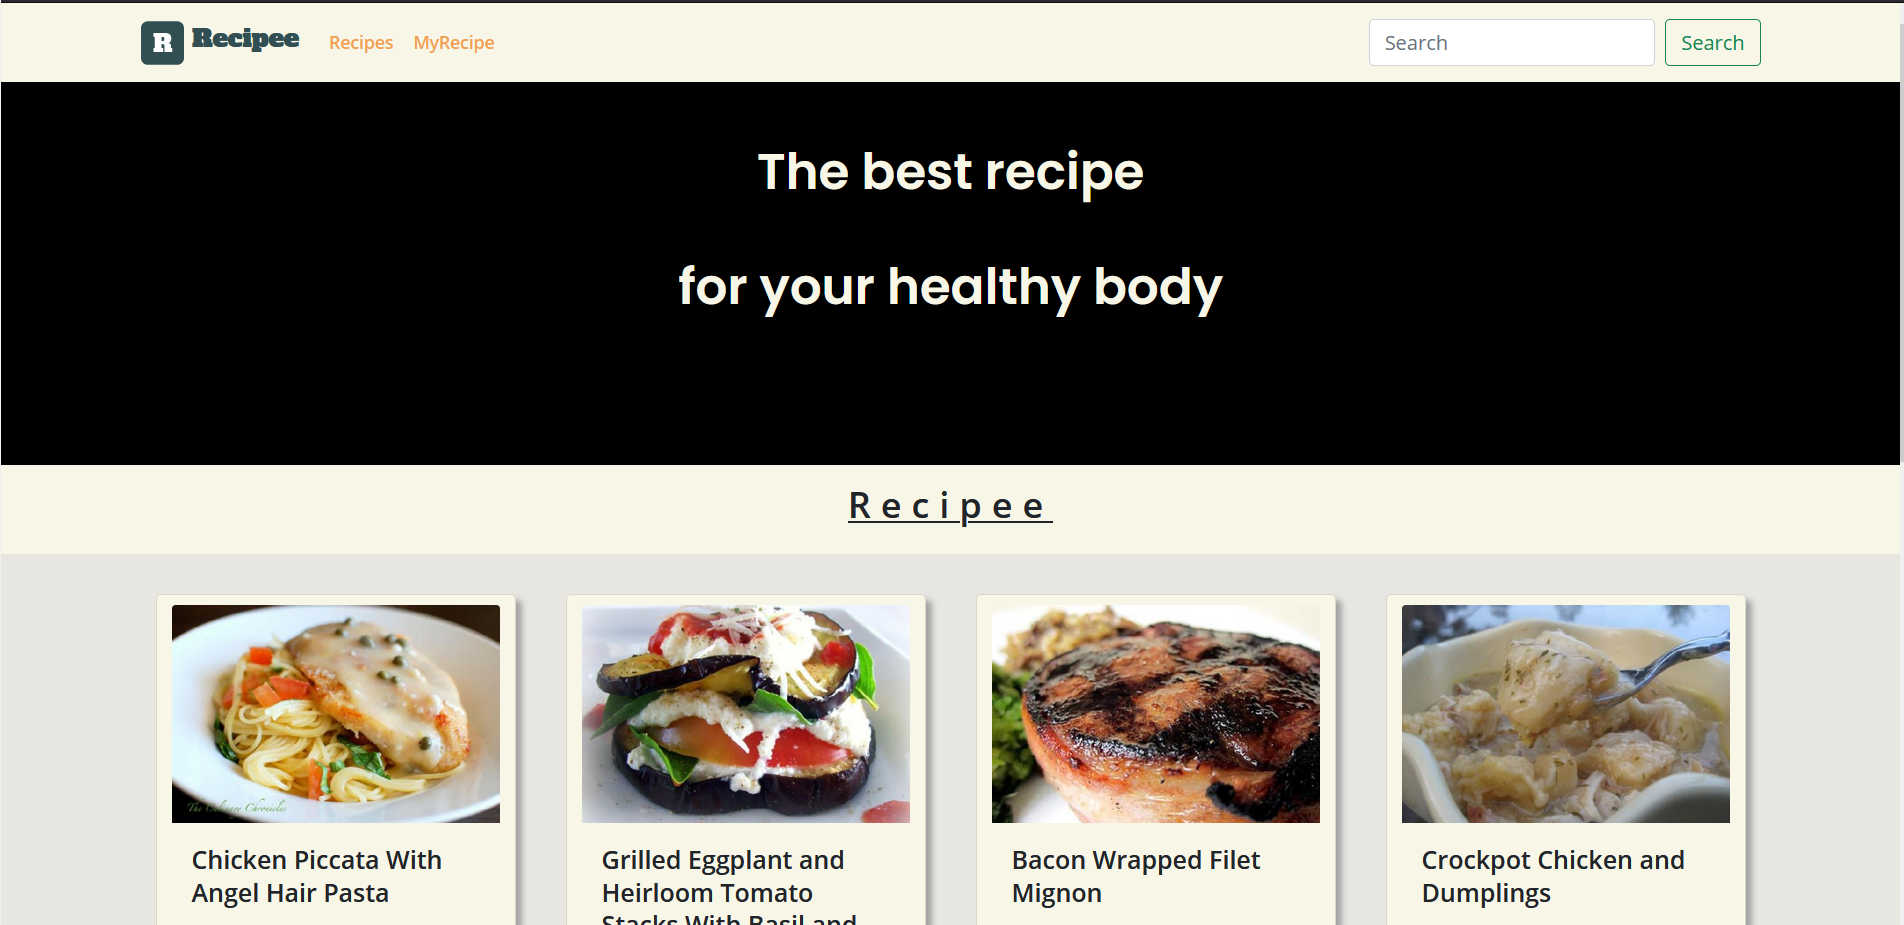 R Recipee Recipes MyRecipe Search Search
The best recipe
for your healthy body
Recipee
The Culinary Chronicles
Chicken Piccata With
Angel Hair Pasta
Grilled Eggplant and
Heirloom Tomato
Stacks With Basil and
Bacon Wrapped Filet
Mignon
Crockpot Chicken and
Dumplings